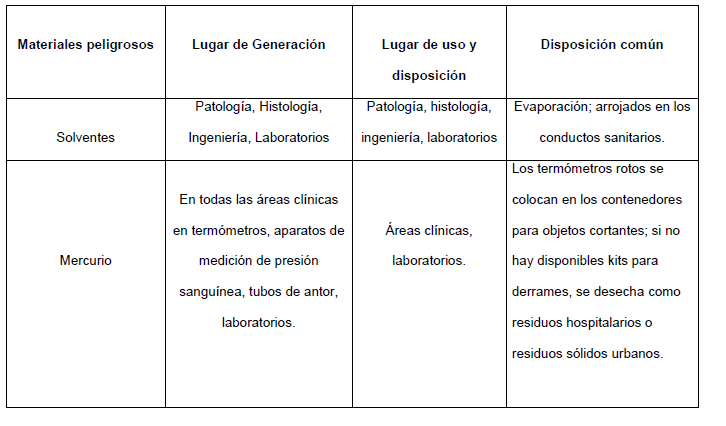 Materiales peligrosos
Lugar de Generación
Lugar de uso y
disposición
Disposición común
Solventes
Patología, Histología,
Ingeniería, Laboratorios
Patología, histología,
ingeniería, laboratorios
Evaporación; arrojados en los
conductos sanitarios.
Mercurio
En todas las áreas clínicas
en termómetros, aparatos de
medición de presión
sanguínea, tubos de antor,
laboratorios.
Áreas clínicas,
laboratorios.
Los termómetros rotos se
colocan en los contenedores
para objetos cortantes; si no
hay disponibles kits para
derrames, se desecha como
residuos hospitalarios o
residuos sólidos urbanos.